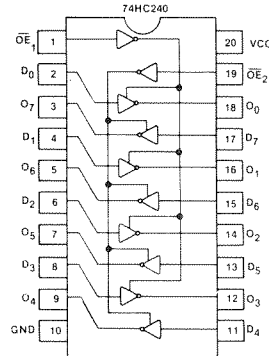 74HC240
OE1 1 20 VCC
D0 2 19 OE2
O7 3 18 O0
D1 4 17 D7
O6 5 16 O1
D2 6 15 D6
O5 7 14 O2
D3 8 13 D5
O4 9 12 O3
GND 10 11 D4